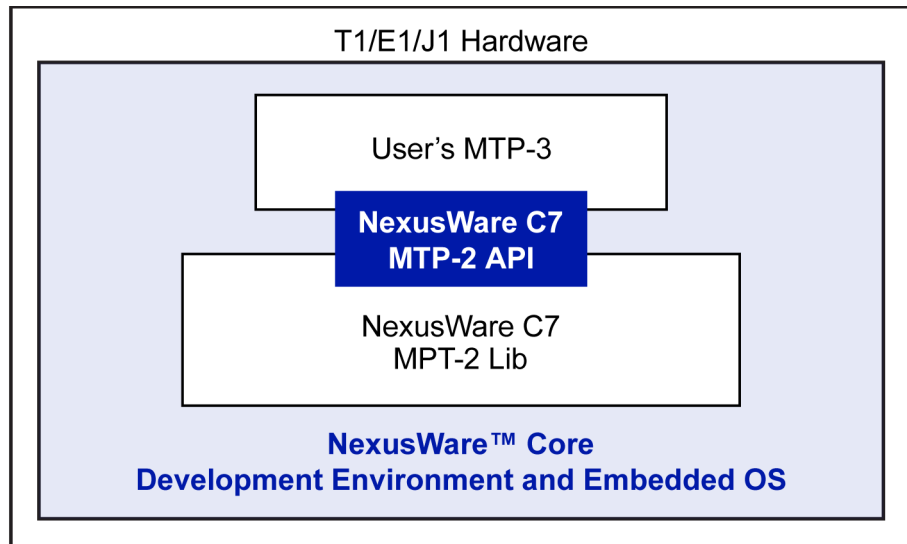 T1/E1/J1 Hardware
User’s MTP-3
NexusWare C7
MTP-2 API
NexusWare C7
MPT-2 Lib
NexusWare™ Core
Development Environment and Embedded OS